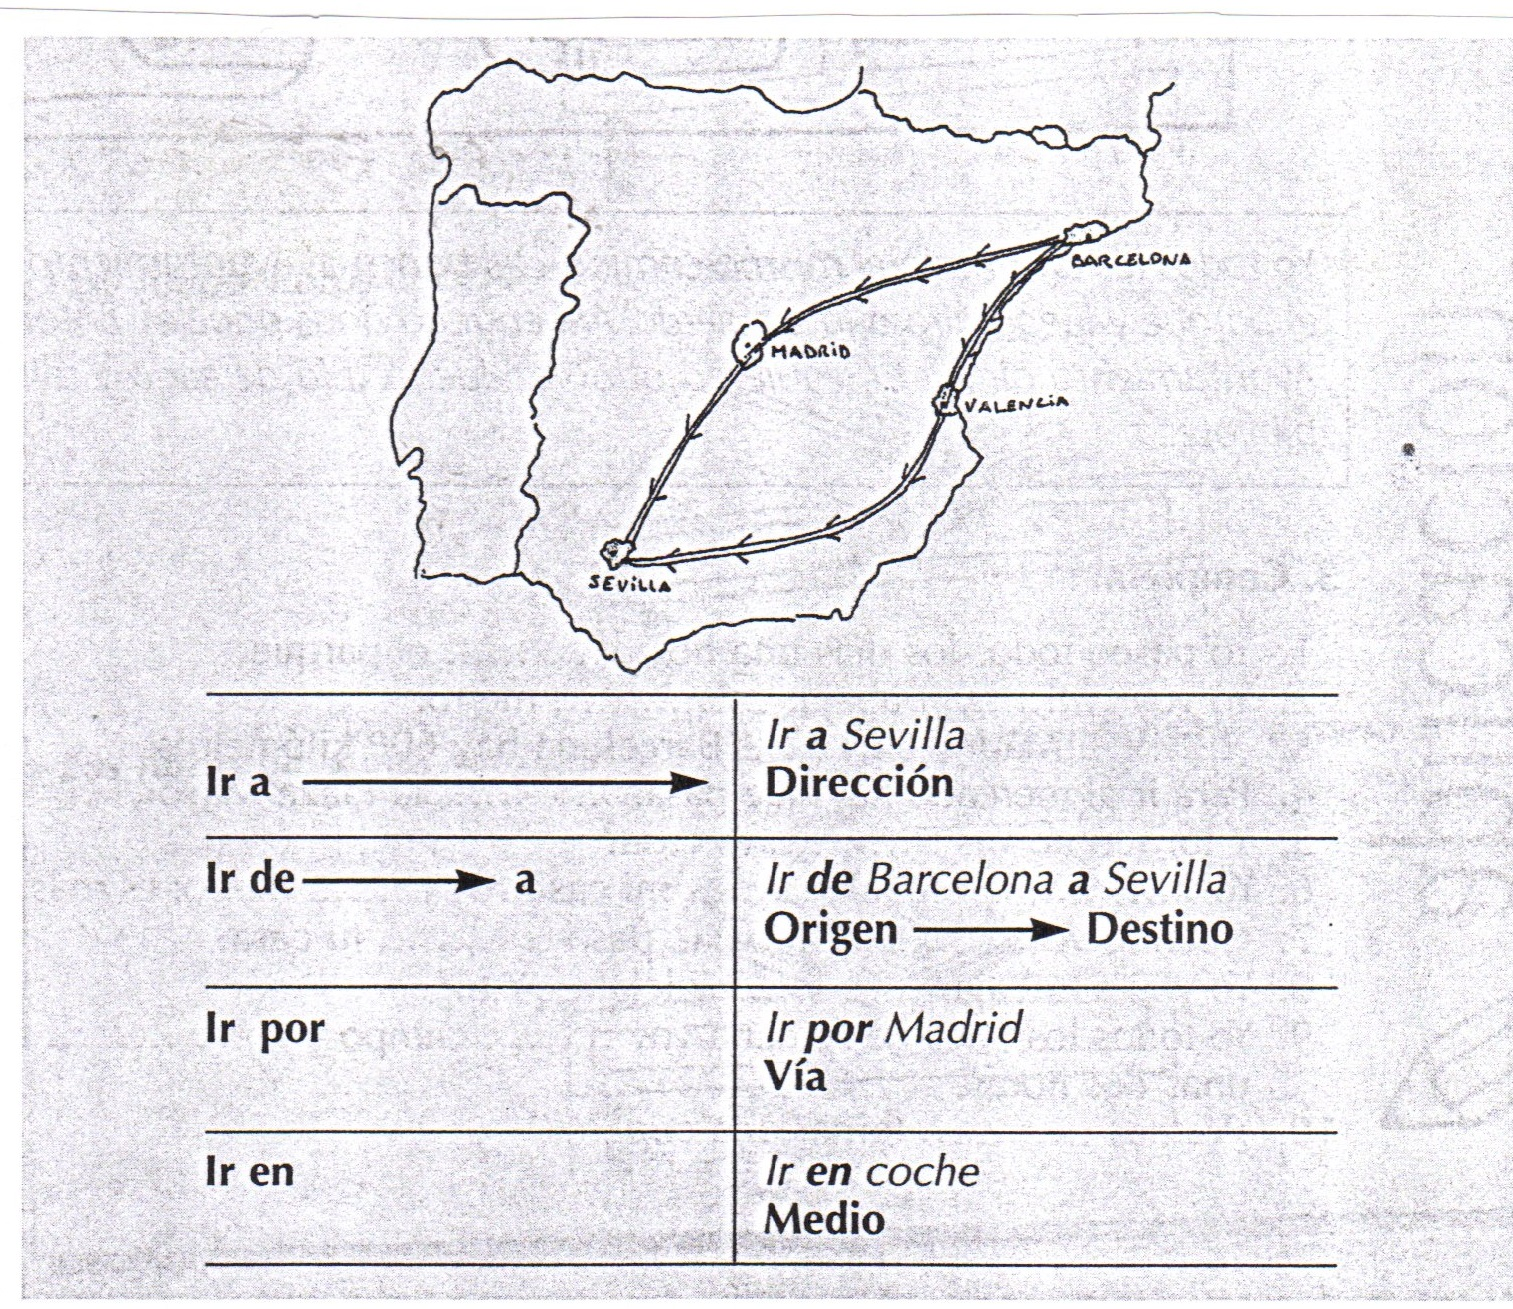 BARCELONA
MADRID
VALENCIA
SEVILLA
Ir a
Ir a Sevilla
Dirección
Ir de a
Ir de Barcelona a Sevilla
Origen Destino
Ir por
Ir por Madrid
Vía
Ir en
Ir en coche
Medio